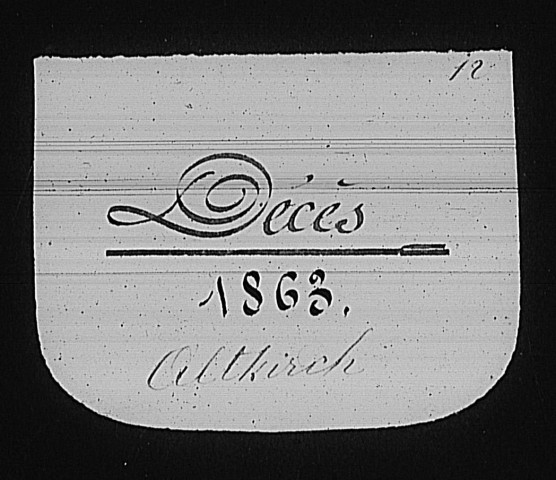 12
Décès
1863.
Altkirch